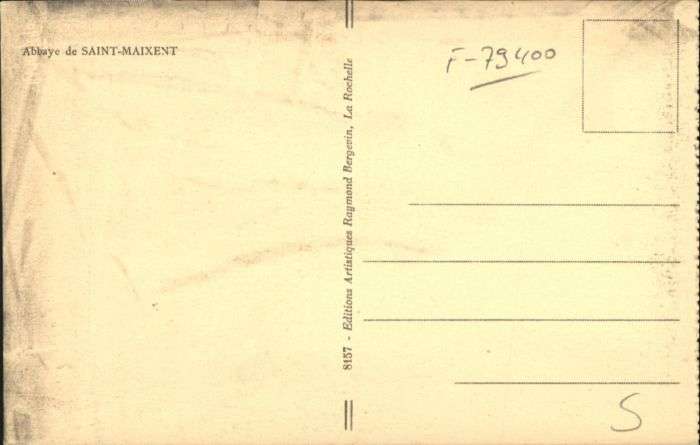 Abbaye de SAINT-MAIXENT
8157 - Editions Artistiques Raymond Bergevin, La Rochelle
F-79400
S